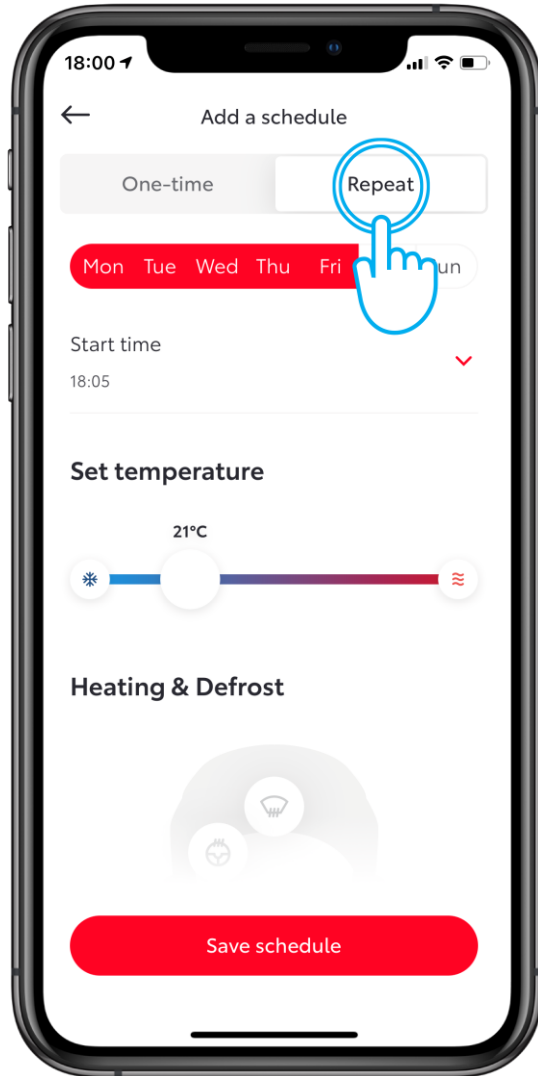 18:00
Add a schedule
One-time Repeat
Mon Tue Wed Thu Fri
Start time
18:05
Set temperature
21°C
Heating & Defrost
Save schedule